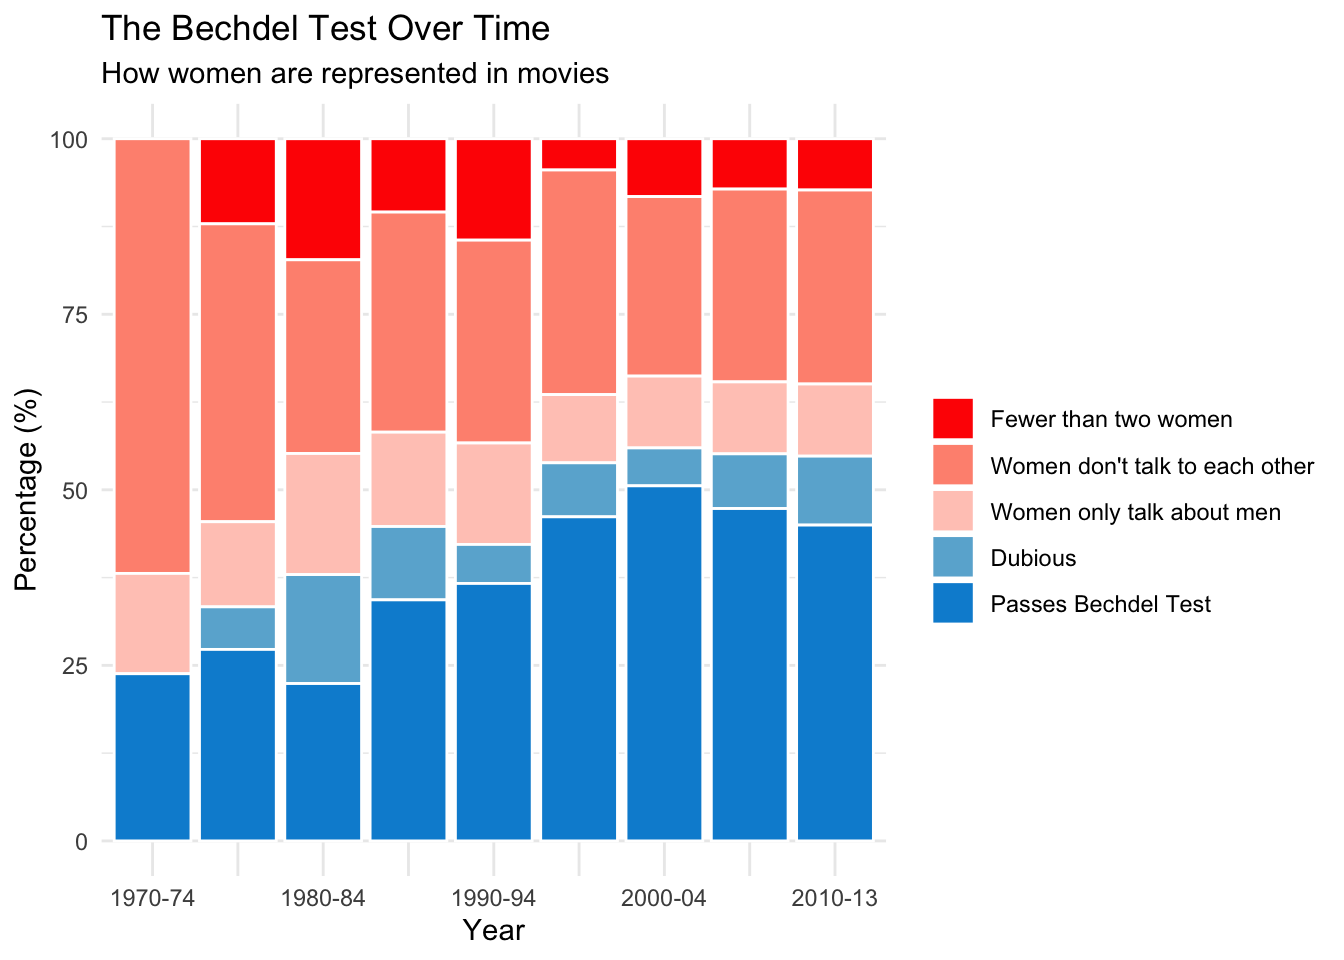 The Bechdel Test Over Time
How women are represented in movies
100
75
50
25
0
Percentage (%)
1970-74 1980-84 1990-94 2000-04 2010-13
Year
Fewer than two women
Women don't talk to each other
Women only talk about men
Dubious
Passes Bechdel Test